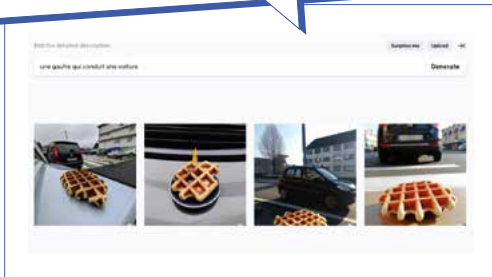 Edit the detailed description
Surprise me Upload
une gaufre qui conduit une voiture
Generate